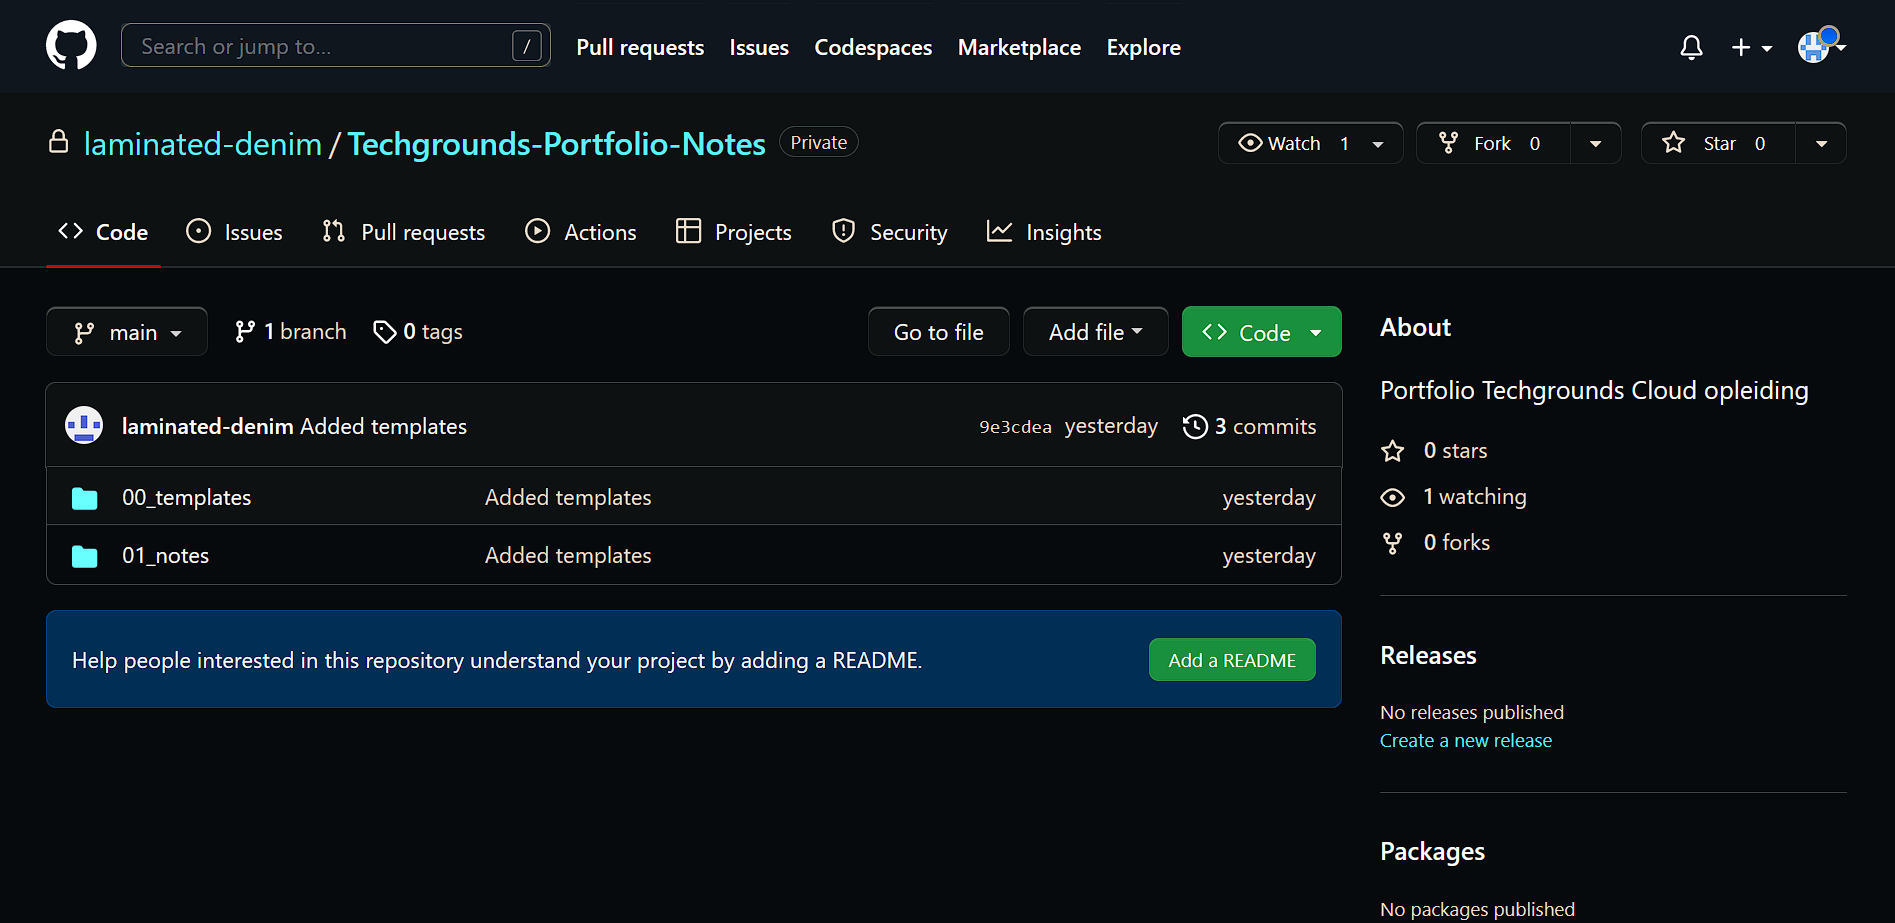 Search or jump to... / Pull requests Issues Codespaces Marketplace Explore
laminated-denim / Techgrounds-Portfolio-Notes Private Watch 1 Fork 0 Star 0
Code Issues Pull requests Actions Projects Security Insights
main 1 branch 0 tags Go to file Add file Code
laminated-denim Added templates 9e3cdea yesterday 3 commits
00_templates Added templates yesterday
01_notes Added templates yesterday
Help people interested in this repository understand your project by adding a README. Add a README
About
Portfolio Techgrounds Cloud opleiding
0 stars
1 watching
0 forks
Releases
No releases published
Create a new release
Packages
No packages published